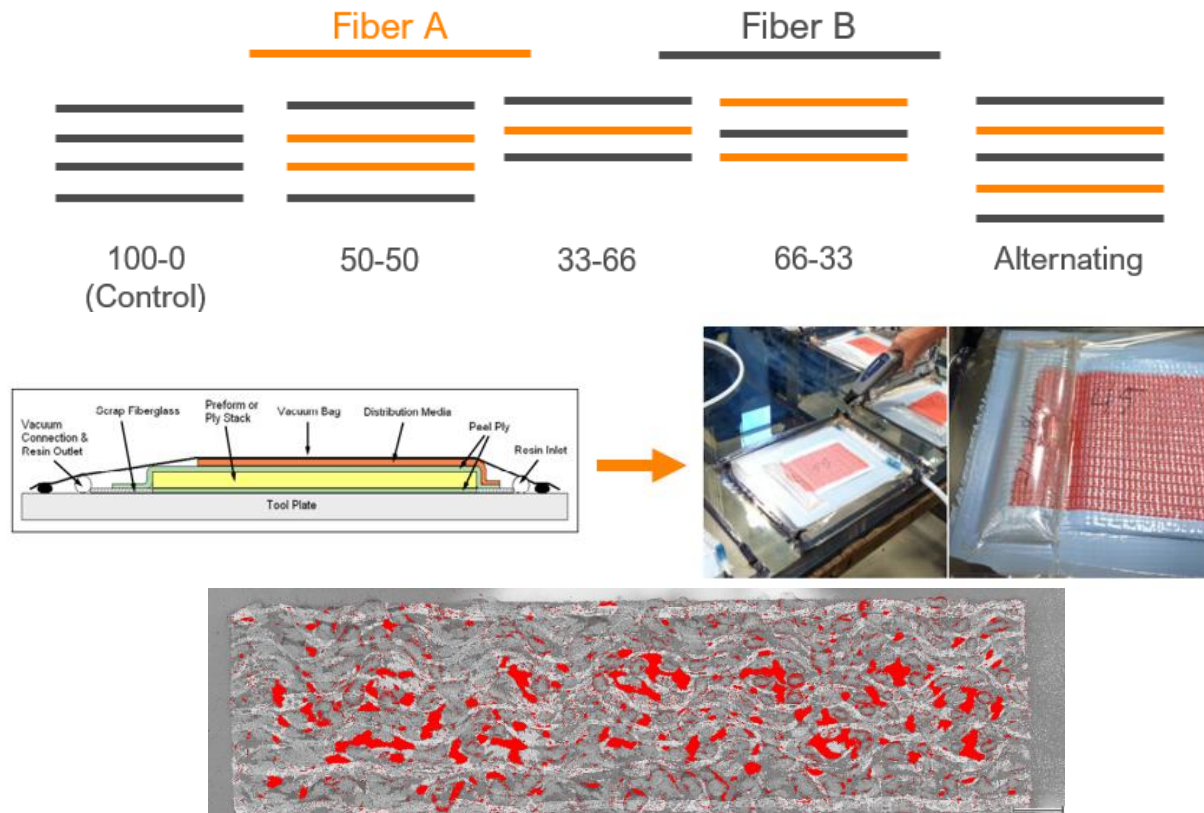 Fiber A
Fiber B
100-0
(Control)
50-50
33-66
66-33
Alternating
Vacuum
Connection &
Resin Outlet
Scrap Fiberglass
Preform or
Ply Stack
Vacuum Bag
Distribution Media
Peel Ply
Resin Inlet
Tool Plate